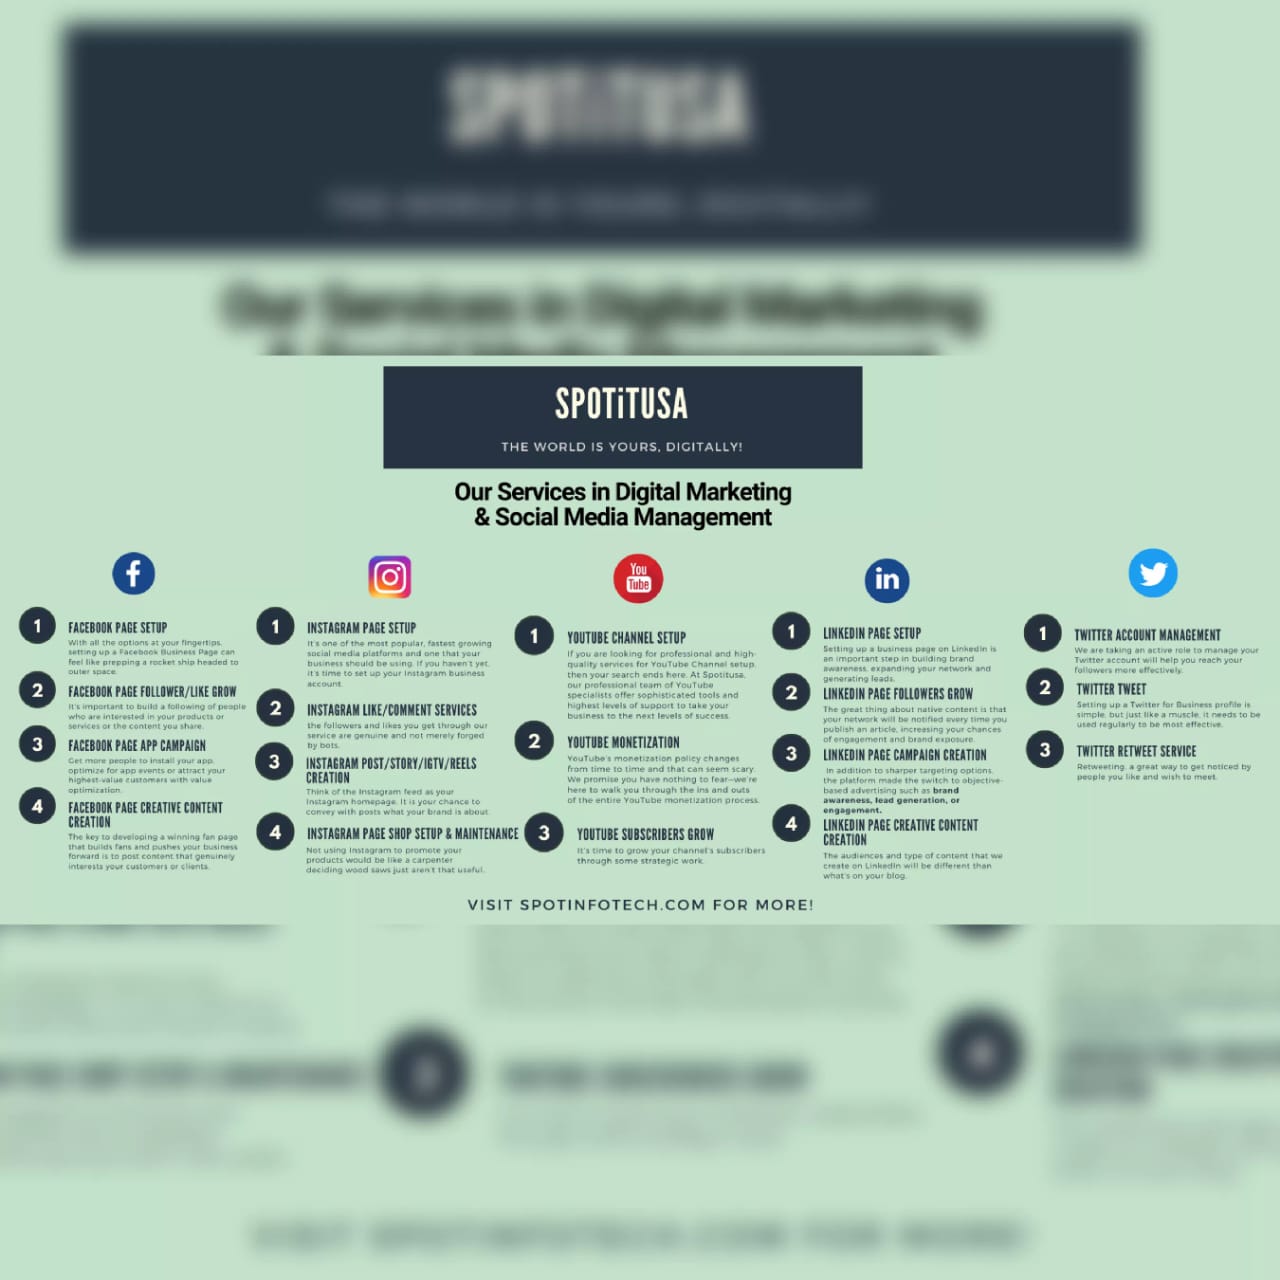 SPOTiTUSA
THE WORLD IS YOURS, DIGITALLY!
Our Services in Digital Marketing
& Social Media Management
SPOTiTUSA
THE WORLD IS YOURS, DIGITALLY!
Our Services in Digital Marketing
& Social Media Management
1
FACEBOOK PAGE SETUP
With all the options at your fingertips,
setting up a Facebook Business Page can
feel like prepping a rocket ship headed to
outer space.
2
FACEBOOK PAGE FOLLOWER/LIKE GROW
It's important to build a following of people
who are interested in your products or
services or the content you share.
3
FACEBOOK PAGE APP CAMPAIGN
Get more people to install your app,
optimize for app events or attract your
highest-value customers with value
optimization.
4
FACEBOOK PAGE CREATIVE CONTENT
CREATION
The key to developing a winning fan page
that builds fans and pushes your business
forward is to post content that genuinely
interests your customers or clients.
1
INSTAGRAM PAGE SETUP
It's one of the most popular, fastest growing
social media platforms and one that your
business should be using. If you haven't yet,
it's time to set up your Instagram business
account.
2
INSTAGRAM LIKE/COMMENT SERVICES
the followers and likes you get through our
service are genuine and not merely forged
by bots.
3
INSTAGRAM POST/STORY/IGTV/REELS
CREATION
Think of the Instagram feed as your
Instagram homepage. It is your chance to
convey with posts what your brand is about.
4
INSTAGRAM PAGE SHOP SETUP & MAINTENANCE
Not using Instagram to promote your
products would be like a carpenter
deciding wood saws just aren't that useful.
You
Tube
1
YOUTUBE CHANNEL SETUP
If you are looking for professional and high-
quality services for YouTube Channel setup,
then your search ends here. At Spotitusa,
our professional team of YouTube
specialists offer sophisticated tools and
highest levels of support to take your
business to the next levels of success.
2
YOUTUBE MONETIZATION
YouTube's monetization policy changes
from time to time and that can seem scary.
We promise you have nothing to fear—we're
here to walk you through the ins and outs
of the entire YouTube monetization process.
3
YOUTUBE SUBSCRIBERS GROW
It's time to grow your channel's subscribers
through some strategic work.
in
1
LINKEDIN PAGE SETUP
Setting up a business page on LinkedIn is
an important step in building brand
awareness, expanding your network and
generating leads.
2
LINKEDIN PAGE FOLLOWERS GROW
The great thing about native content is that
your network will be notified every time you
publish an article, increasing your chances
of engagement and brand exposure.
3
LINKEDIN PAGE CAMPAIGN CREATION
In addition to sharper targeting options,
the platform made the switch to objective-
based advertising such as brand
awareness, lead generation, or
engagement.
4
LINKEDIN PAGE CREATIVE CONTENT
CREATION
The audiences and type of content that we
create on LinkedIn will be different than
what's on your blog.
1
TWITTER ACCOUNT MANAGEMENT
We are taking an active role to manage your
Twitter account will help you reach your
followers more effectively.
2
TWITTER TWEET
Setting up a Twitter for Business profile is
simple, but just like a muscle, it needs to be
used regularly to be most effective.
3
TWITTER RETWEET SERVICE
Retweeting, a great way to get noticed by
people you like and wish to meet.
VISIT SPOTINFOTECH.COM FOR MORE!
VISIT SPOTINFOTECH.COM FOR MORE!